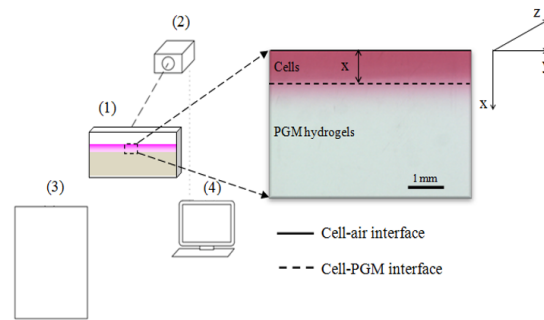 (2)
(1)
(3)
(4)
Cells
x
PGM hydrogels
1 mm
z
y
x
Cell-air interface
Cell-PGM interface